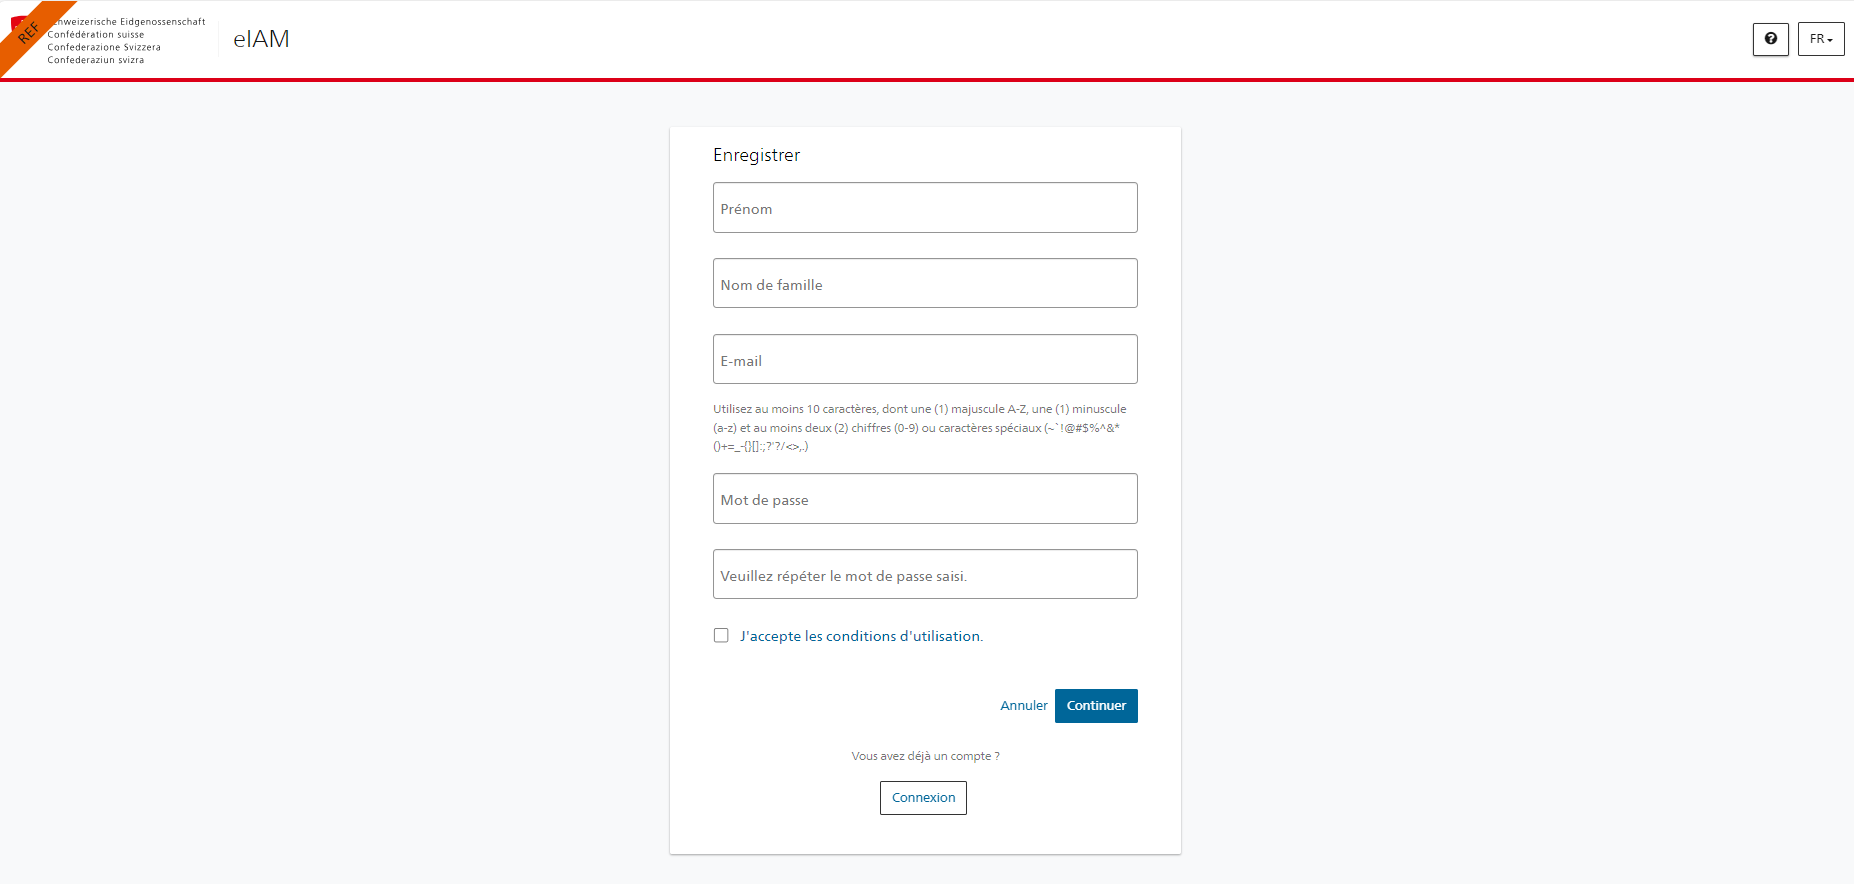 REF
Schweizerische Eidgenossenschaft
Confédération suisse
Confederazione Svizzera
Confederaziun svizra
eIAM
FR
Enregistrer
Prénom
Nom de famille
E-mail
Utilisez au moins 10 caractères, dont une (1) majuscule A-Z, une (1) minuscule
(a-z) et au moins deux (2) chiffres (0-9) ou caractères spéciaux (~`!@#$%^&*
()+=_-{}[]:;?'?/<>,.)
Mot de passe
Veuillez répéter le mot de passe saisi.
J'accepte les conditions d'utilisation.
Annuler
Continuer
Vous avez déjà un compte ?
Connexion